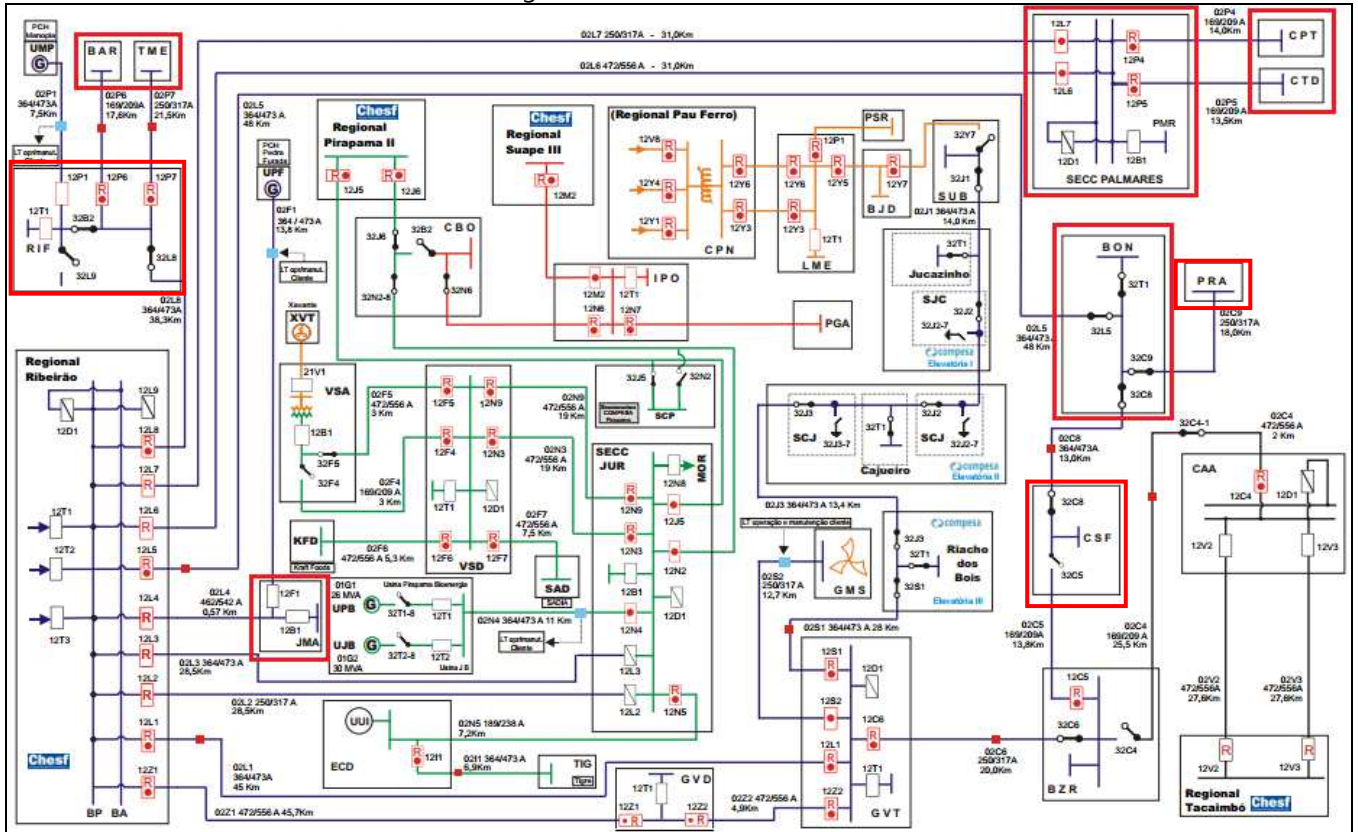 PCH
Manopla
UMP
G
BAR
TME
02P1
364/473A
7,5Km
02P6
169/209A
17,6Km
02P7
250/317A
21,5Km
LT opr/manut.
Cliente
12P1
12P6
12P7
12T1
32B2
RIF
32L9
32L8
02L8
364/473A
38,3Km
02L7 250/317A - 31,0Km
02L6 472/556 A - 31,0Km
02L5
364/473 A
48 Km
PCH
Pedra
Furada
UPF
G
02F1
364 / 473 A
13,8 Km
LT opr/manut.
Cliente
Chesf
Regional
Pirapama II
12J5
12J6
Chesf
Regional
Suape III
12M2
32J6
32B2
CBO
32N2-8
32N6
12M2
12T1
IPO
12N6
12N7
PGA
(Regional Pau Ferro)
12V8
12Y4
12Y1
12Y6
12Y3
CPN
12Y6
12Y3
12P1
12Y5
12T1
LME
PSR
12Y7
BJD
32Y7
32J1
SUB
02J1 364/473 A
14,0 Km
32T1
Jucazinho
SJC
32J2
32J2-7
compesa
Elevatória I
12L7
12L6
12P4
12P5
12D1
12B1
PMR
SECC PALMARES
02P4
169/209 A
14,0Km
CPT
CTD
02P5
169/209 A
13,5Km
BON
32T1
32L5
32C9
32C8
02L5
364/473A
48 Km
PRA
02C9
250/317A
18,0Km
02C8
364/473A
13,0Km
32C8
CSF
32C5
02C5
169/209A
13,8Km
32C4-1
02C4
472/556 A
2 Km
CAA
12C4
12D1
12V2
12V3
02C4
169/209 A
25,5 Km
02V2
472/556A
27,6Km
02V3
472/556A
27,6Km
12V2
12V3
Regional
Tacaimbó Chesf
12C5
32C6
32C4
BZR
02C6
250/317A
20,0Km
Regional
Ribeirão
12L9
12D1
12L8
12L7
12L6
12L5
12L4
12L3
12L2
12L1
12Z1
12T1
12T2
12T3
Chesf
BP BA
Xavante
XVT
21V1
VSA
12B1
32F5
32F4
02F5
472/556 A
3 Km
02F4
169/209 A
3 Km
12F5
12N9
12F4
12N3
12T1
12D1
12F6
12F7
VSD
KFD
Kraft Foods
02F6
472/556 A 5,3 Km
02F7
472/556 A
7,5 Km
SAD
SADIA
02N9
472/556 A
19 Km
02N3
472/556 A
19 Km
32J5
32N2
SCP
SECC
JUR
MOR
12N8
12N9
12J5
12N3
12N2
12B1
12D1
12N4
12L3
12L2
12N5
32J3
32J3-7
SCJ
32T1
Cajueiro
32J2
32J2-7
SCJ
compesa
Elevatória II
02J3 364/473 A 13,4 Km
LT operação e manutenção cliente
GMS
02S2
250/317 A
12,7 Km
compesa
32J3
32T1
32S1
Riacho
dos
Bois
Elevatória III
02S1 364/473 A 28 Km
02L4
462/542 A
0,57 Km
12F1
12B1
JMA
01G1
26 MVA
UPB
G
32T1-8
12T1
Usina Pirapama Bioenergia
UJB
G
32T2-8
12T2
01G2
30 MVA
Usina J B
02N4 364/473 A 11 Km
LT opr/manut.
Cliente
02L3 364/473 A
28,5Km
02L2 250/317 A
28,5Km
02L1
364/473A
45 Km
UUI
ECD
02N5 189/238 A
7,2Km
12I1
02I1 364/473 A
6,9Km
TIG
Tigre
02Z1 472/556 A 45,7Km
12T1
GVD
12Z1
12Z2
02Z2 472/556 A
4,9Km
12S1
12D1
12S2
12C6
12L1
12T1
12Z2
GVT